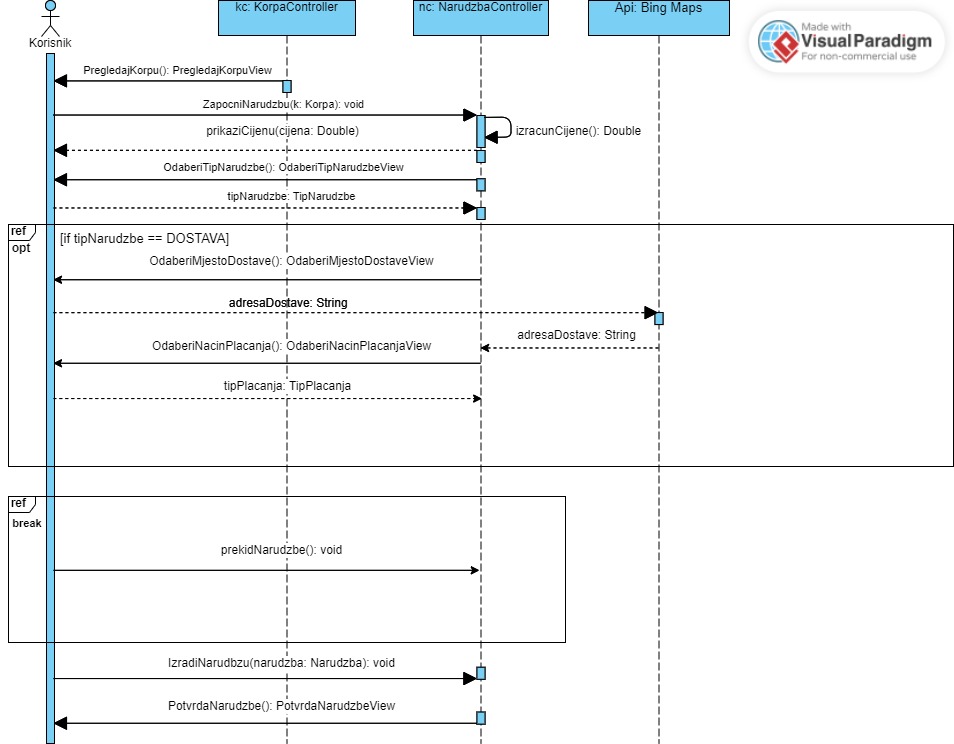 Korisnik
kc: KorpaController
nc: NarudzbaController
Api: Bing Maps
Made with
VisualParadigm
For non-commercial use
PregledajKorpu(): PregledajKorpuView
ZapocniNarudzbu(k: Korpa): void
prikaziCijenu(cijena: Double)
izracunCijene(): Double
OdaberiTipNarudzbe(): OdaberiTipNarudzbeView
tipNarudzbe: TipNarudzbe
ref
opt
[if tipNarudzbe == DOSTAVA]
OdaberiMjestoDostave(): OdaberiMjestoDostaveView
adresaDostave: String
adresaDostave: String
OdaberiNacinPlacanja(): OdaberiNacinPlacanjaView
tipPlacanja: TipPlacanja
ref
break
prekidNarudzbe(): void
IzradiNarudbzu(narudzba: Narudzba): void
PotvrdaNarudzbe(): PotvrdaNarudzbeView